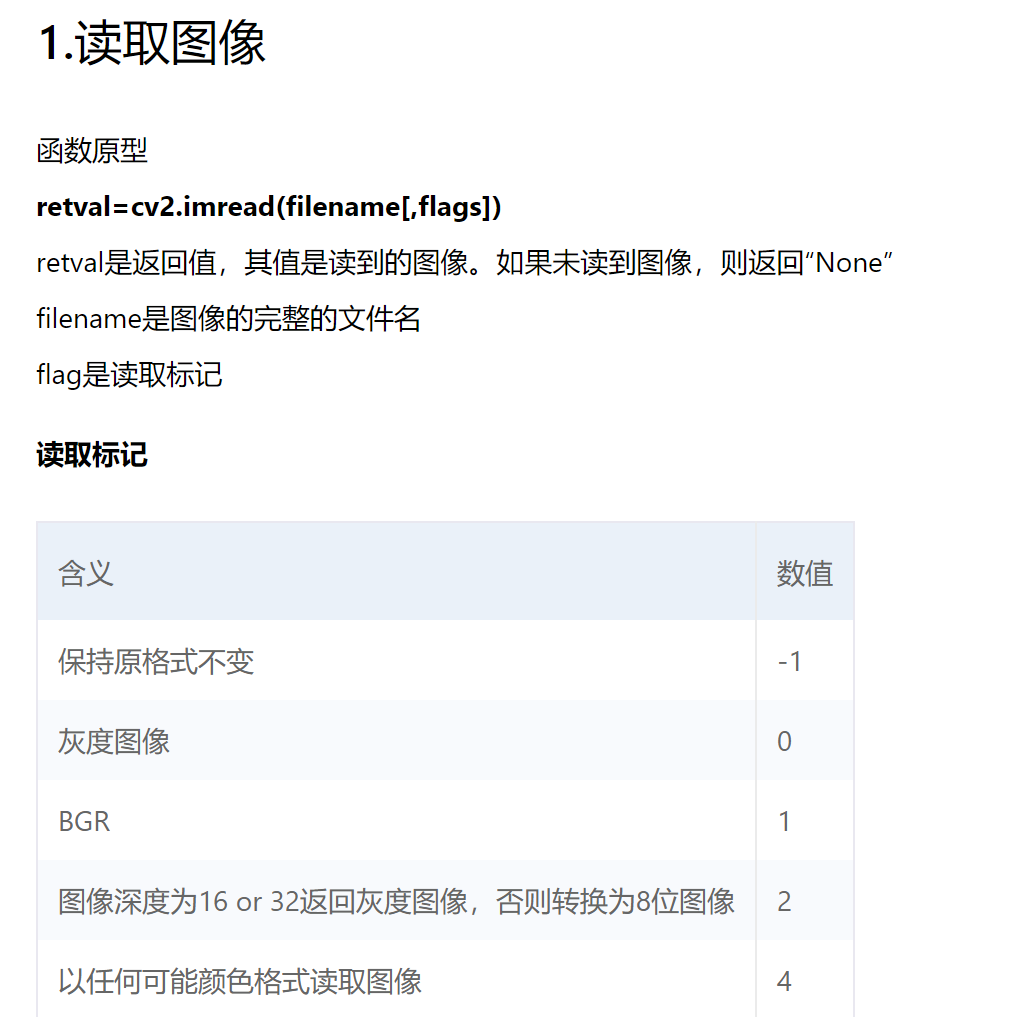 1.读取图像
函数原型
retval=cv2.imread(filename[,flags])
retval是返回值，其值是读到的图像。如果未读到图像，则返回“None”
filename是图像的完整的文件名
flag是读取标记
读取标记
含义 数值
保持原格式不变 -1
灰度图像 0
BGR 1
图像深度为16 or 32返回灰度图像，否则转换为8位图像 2
以任何可能颜色格式读取图像 4